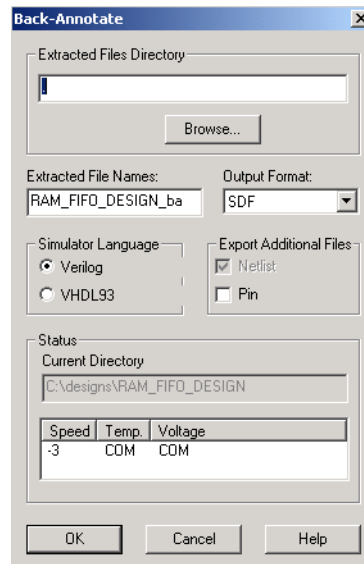 Back-Annotate
Extracted Files Directory
.
Browse...
Extracted File Names:
Output Format:
RAM_FIFO_DESIGN_ba
SDF
Simulator Language
Export Additional Files
Verilog
Netlist
VHDL93
Pin
Status
Current Directory
C:\designs\RAM_FIFO_DESIGN
Speed Temp. Voltage
-3 COM COM
OK Cancel Help